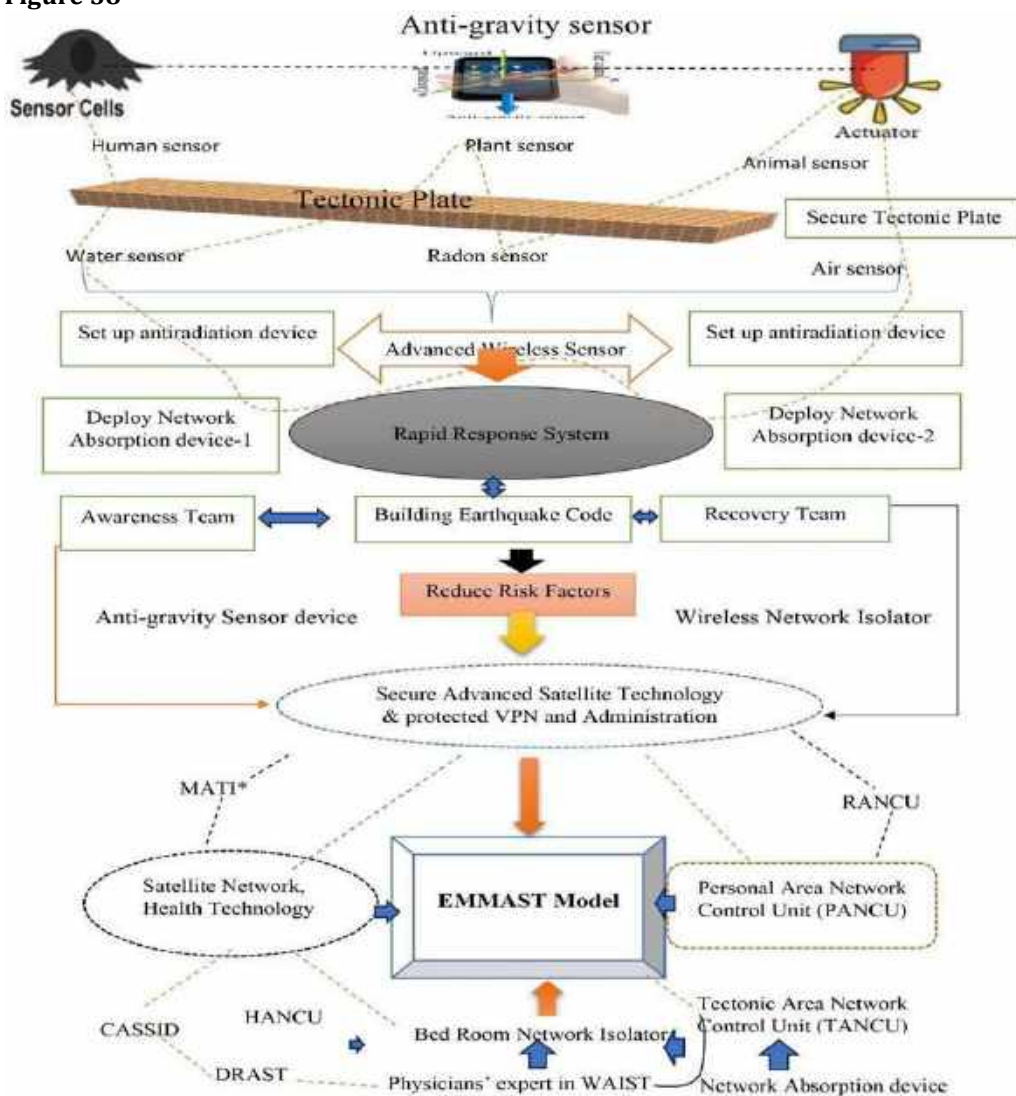 Anti-gravity sensor
Sensor Cells
Actuator
Human sensor
Plant sensor
Animal sensor
Tectonic Plate
Secure Tectonic Plate
Water sensor
Radon sensor
Air sensor
Set up antiradiation device
Advanced Wireless Sensor
Set up antiradiation device
Deploy Network
Absorption device-1
Rapid Response System
Deploy Network
Absorption device-2
Awareness Team
Building Earthquake Code
Recovery Team
Reduce Risk Factors
Anti-gravity Sensor device
Wireless Network Isolator
Secure Advanced Satellite Technology
& protected VPN and Administration
MATI*
RANCU
Satellite Network,
Health Technology
EMMAST Model
Personal Area Network
Control Unit (PANCU)
CASSID
HANCU
Bed Room Network Isolator
Tectonic Area Network
Control Unit (TANCU)
DRAST
Physicians' expert in WAIST
Network Absorption device